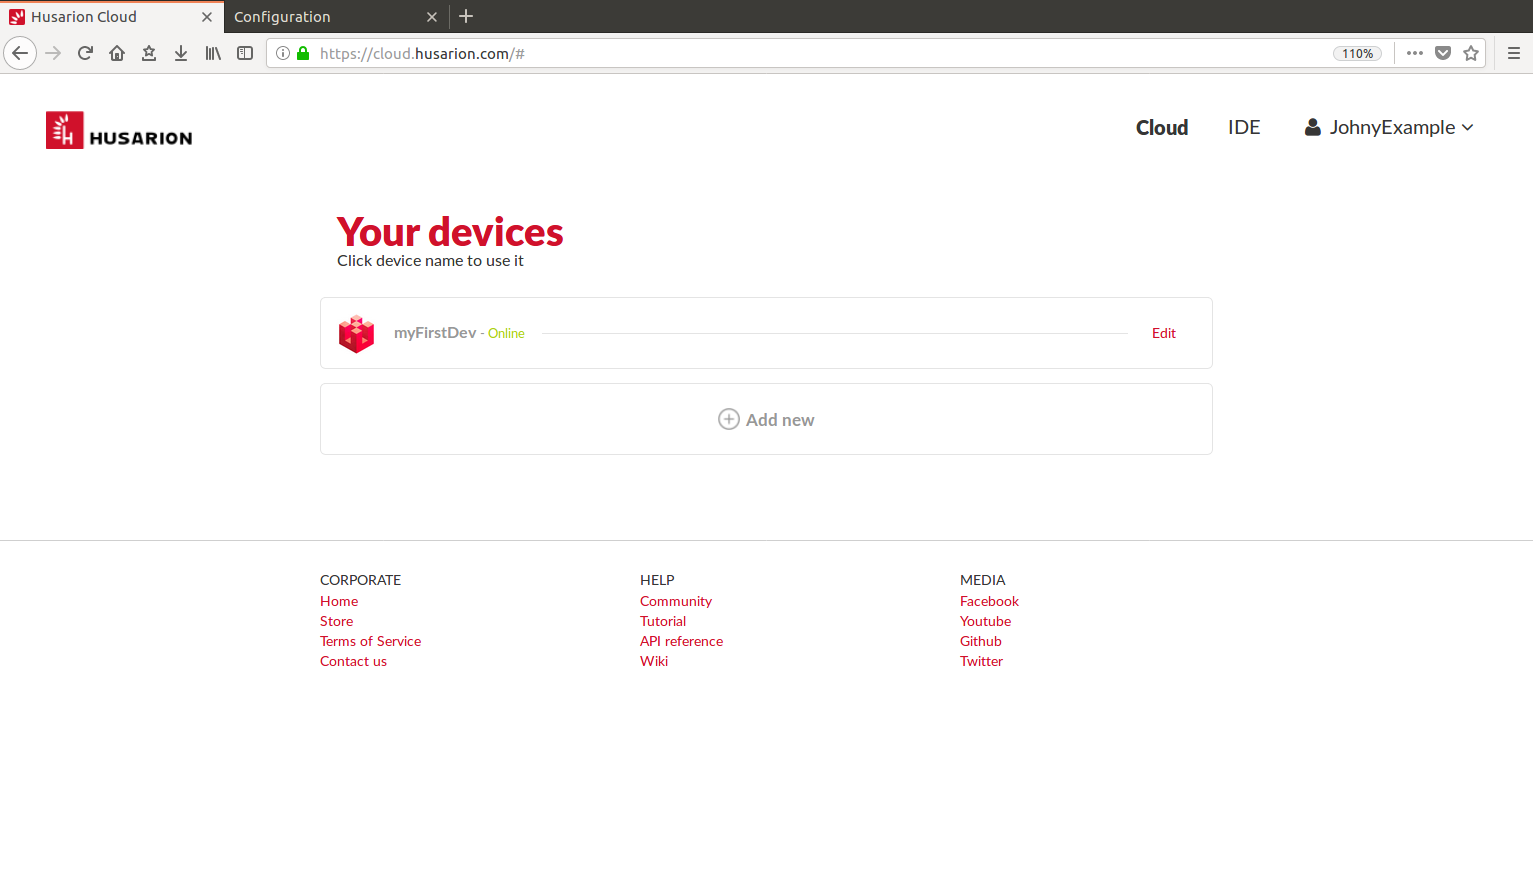 Husarion Cloud
Configuration
https://cloud.husarion.com/#
110%
HUSARION
Cloud
IDE
JohnyExample
Your devices
Click device name to use it
myFirstDev - Online
Edit
Add new
CORPORATE
Home
Store
Terms of Service
Contact us
HELP
Community
Tutorial
API reference
Wiki
MEDIA
Facebook
Youtube
Github
Twitter